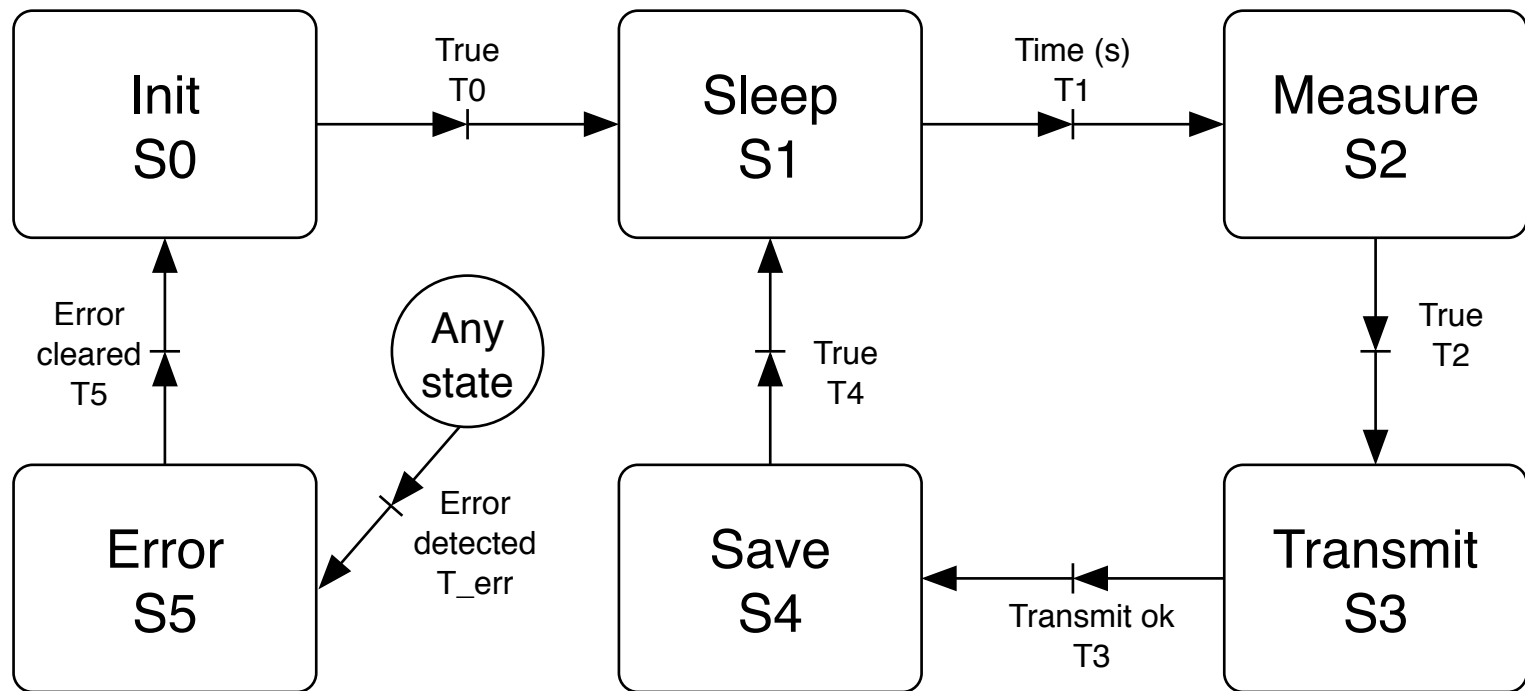 Init
S0
True
T0
Sleep
S1
Time (s)
T1
Measure
S2
Error
cleared
T5
Any
state
True
T4
True
T2
Error
S5
Error
detected
T_err
Save
S4
Transmit ok
T3
Transmit
S3